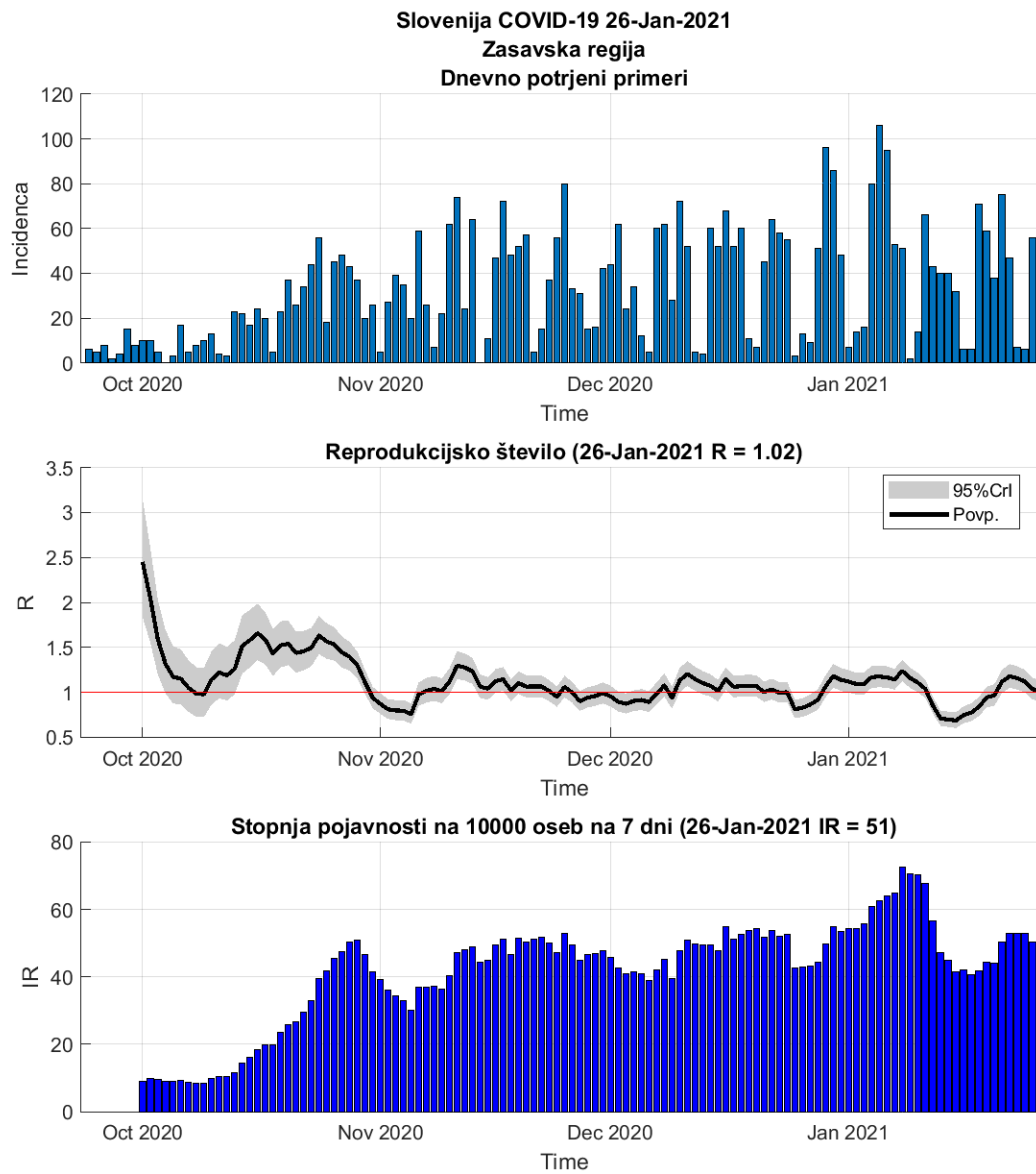 Slovenija COVID-19 26-Jan-2021
Zasavska regija
Dnevno potrjeni primeri
120
100
80
60
40
20
0
Incidenca
Oct 2020 Nov 2020 Dec 2020 Jan 2021
Time
Reprodukcijsko število (26-Jan-2021 R = 1.02)
3.5
3
2.5
2
1.5
1
0.5
R
95%CrI
Povp.
Oct 2020 Nov 2020 Dec 2020 Jan 2021
Time
Stopnja pojavnosti na 10000 oseb na 7 dni (26-Jan-2021 IR = 51)
80
60
40
20
0
IR
Oct 2020 Nov 2020 Dec 2020 Jan 2021
Time